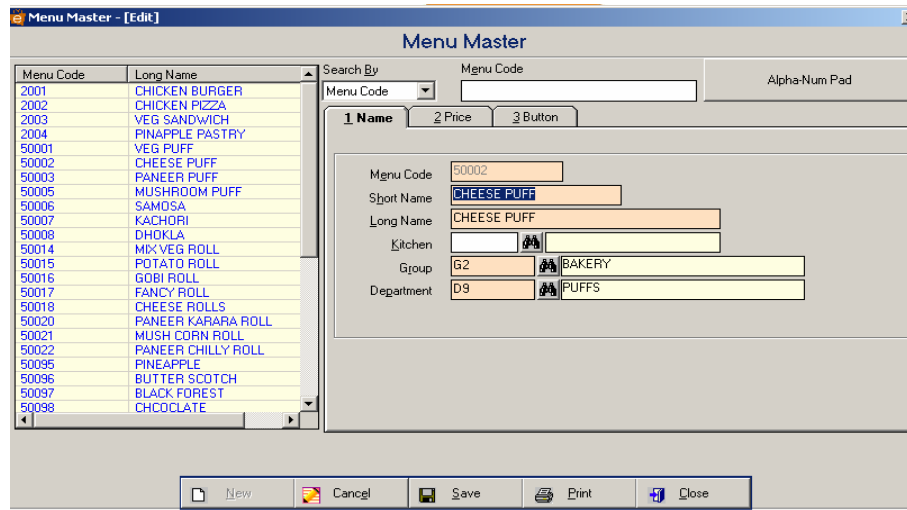 Menu Master - [Edit]
Menu Master
Menu Code Long Name
2001 CHICKEN BURGER
2002 CHICKEN PIZZA
2003 VEG SANDWICH
2004 PINAPPLE PASTRY
50001 VEG PUFF
50002 CHEESE PUFF
50003 PANEER PUFF
50005 MUSHROOM PUFF
50006 SAMOSA
50007 KACHORI
50008 DHOKLA
50014 MIX VEG ROLL
50015 POTATO ROLL
50016 GOBI ROLL
50017 FANCY ROLL
50018 CHEESE ROLLS
50020 PANEER KARARA ROLL
50021 MUSH CORN ROLL
50022 PANEER CHILLY ROLL
50095 PINEAPPLE
50096 BUTTER SCOTCH
50097 BLACK FOREST
50098 CHCOCLATE
Search By Menu Code
Menu Code
Alpha-Num Pad
1 Name 2 Price 3 Button
Menu Code 50002
Short Name CHEESE PUFF
Long Name CHEESE PUFF
Kitchen
Group G2 BAKERY
Department D9 PUFFS
New Cancel Save Print Close